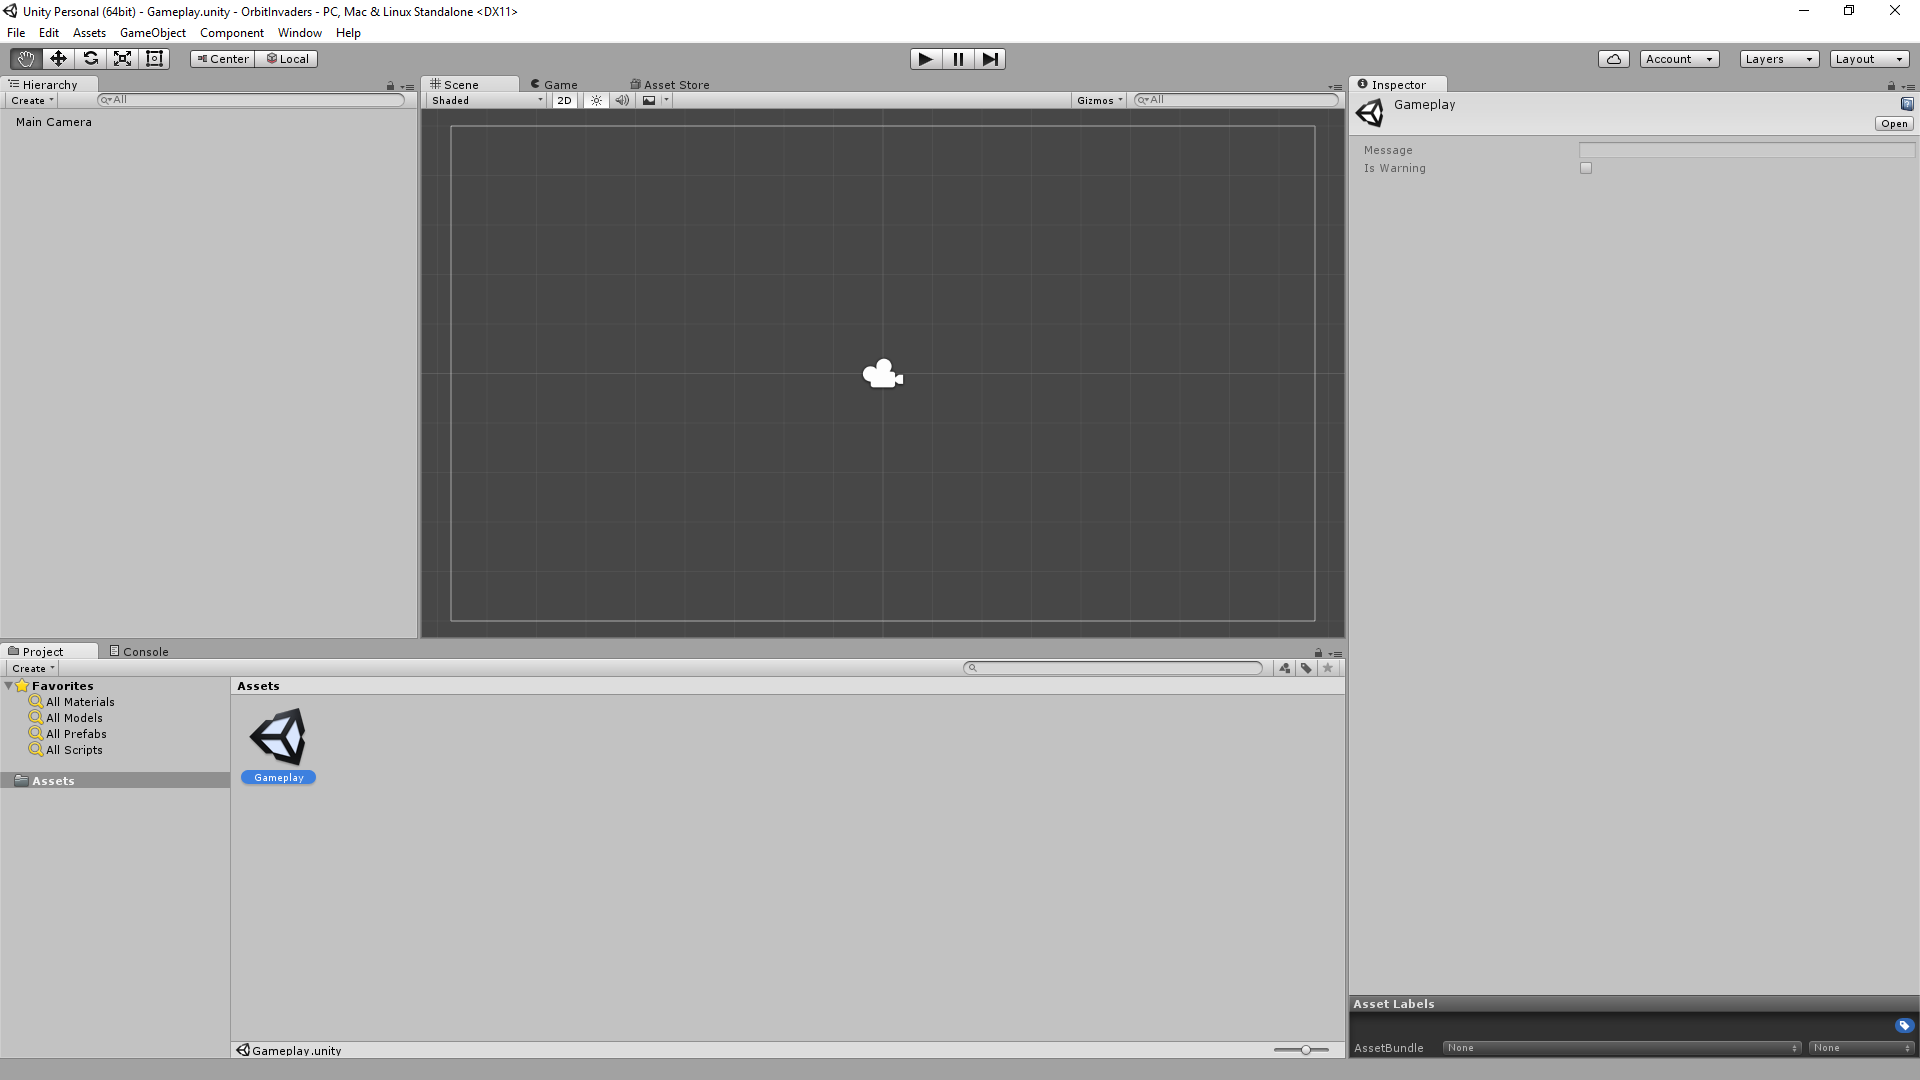 Unity Personal (64bit) - Gameplay.unity - OrbitInvaders - PC, Mac & Linux Standalone <DX11>
File Edit Assets GameObject Component Window Help
Center Local Account Layers Layout
Hierarchy
Create All
Main Camera
Scene Game Asset Store
Shaded 2D Gizmos All
Inspector
Gameplay
Open
Message
Is Warning
Project Console
Create
Favorites
All Materials
All Models
All Prefabs
All Scripts
Assets
Assets
Gameplay
Gameplay.unity
Asset Labels
AssetBundle None None